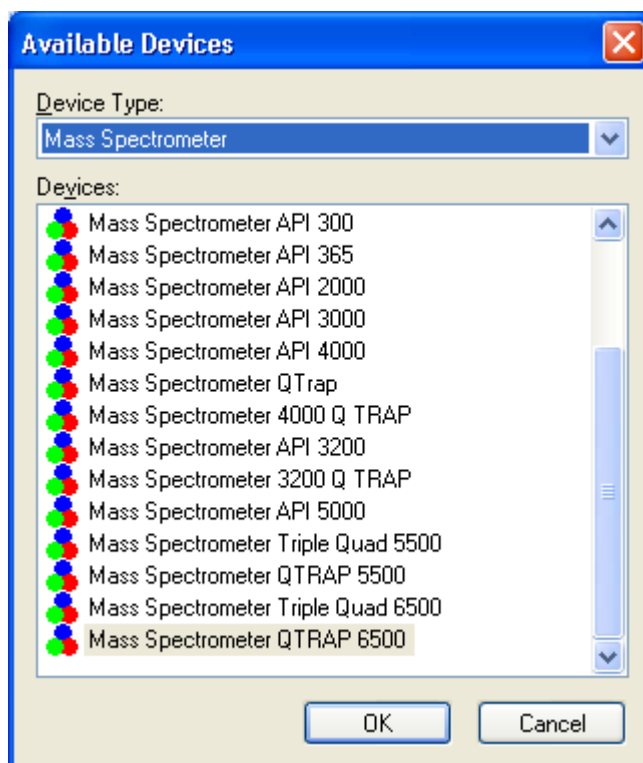 Available Devices
Device Type:
Mass Spectrometer
Devices:
Mass Spectrometer API 300
Mass Spectrometer API 365
Mass Spectrometer API 2000
Mass Spectrometer API 3000
Mass Spectrometer API 4000
Mass Spectrometer QTrap
Mass Spectrometer 4000 Q TRAP
Mass Spectrometer API 3200
Mass Spectrometer 3200 Q TRAP
Mass Spectrometer API 5000
Mass Spectrometer Triple Quad 5500
Mass Spectrometer QTRAP 5500
Mass Spectrometer Triple Quad 6500
Mass Spectrometer QTRAP 6500
OK Cancel